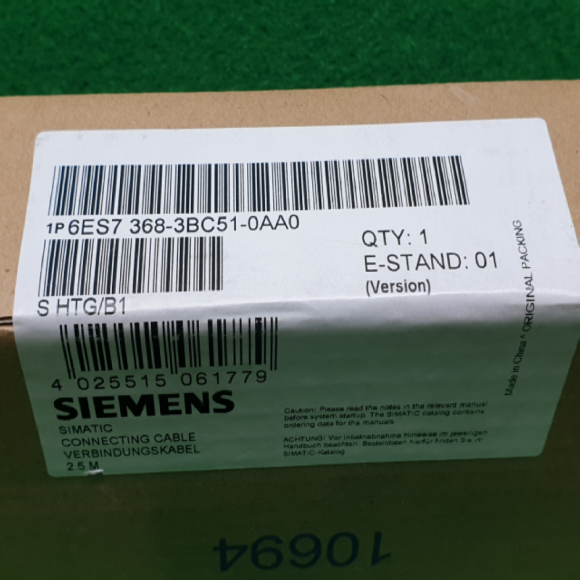 1P 6ES7 368-3BC51-0AA0
QTY: 1
E-STAND: 01
(Version)
S HTG/B1
4 025515 061779
SIEMENS
SIMATIC
CONNECTING CABLE
VERBINDUNGSKABEL
2.5 M
Caution: Please read the notes in the relevant manual
before system startup. The SIMATIC catalog contains
ordering data for the manuals.
ACHTUNG! Vor Inbetriebnahme Hinweise im jeweiligen
Handbuch beachten. Bestelldaten hierfür finden Sie im
SIMATIC-Katalog
Made in China * ORIGINAL PACKING
10694